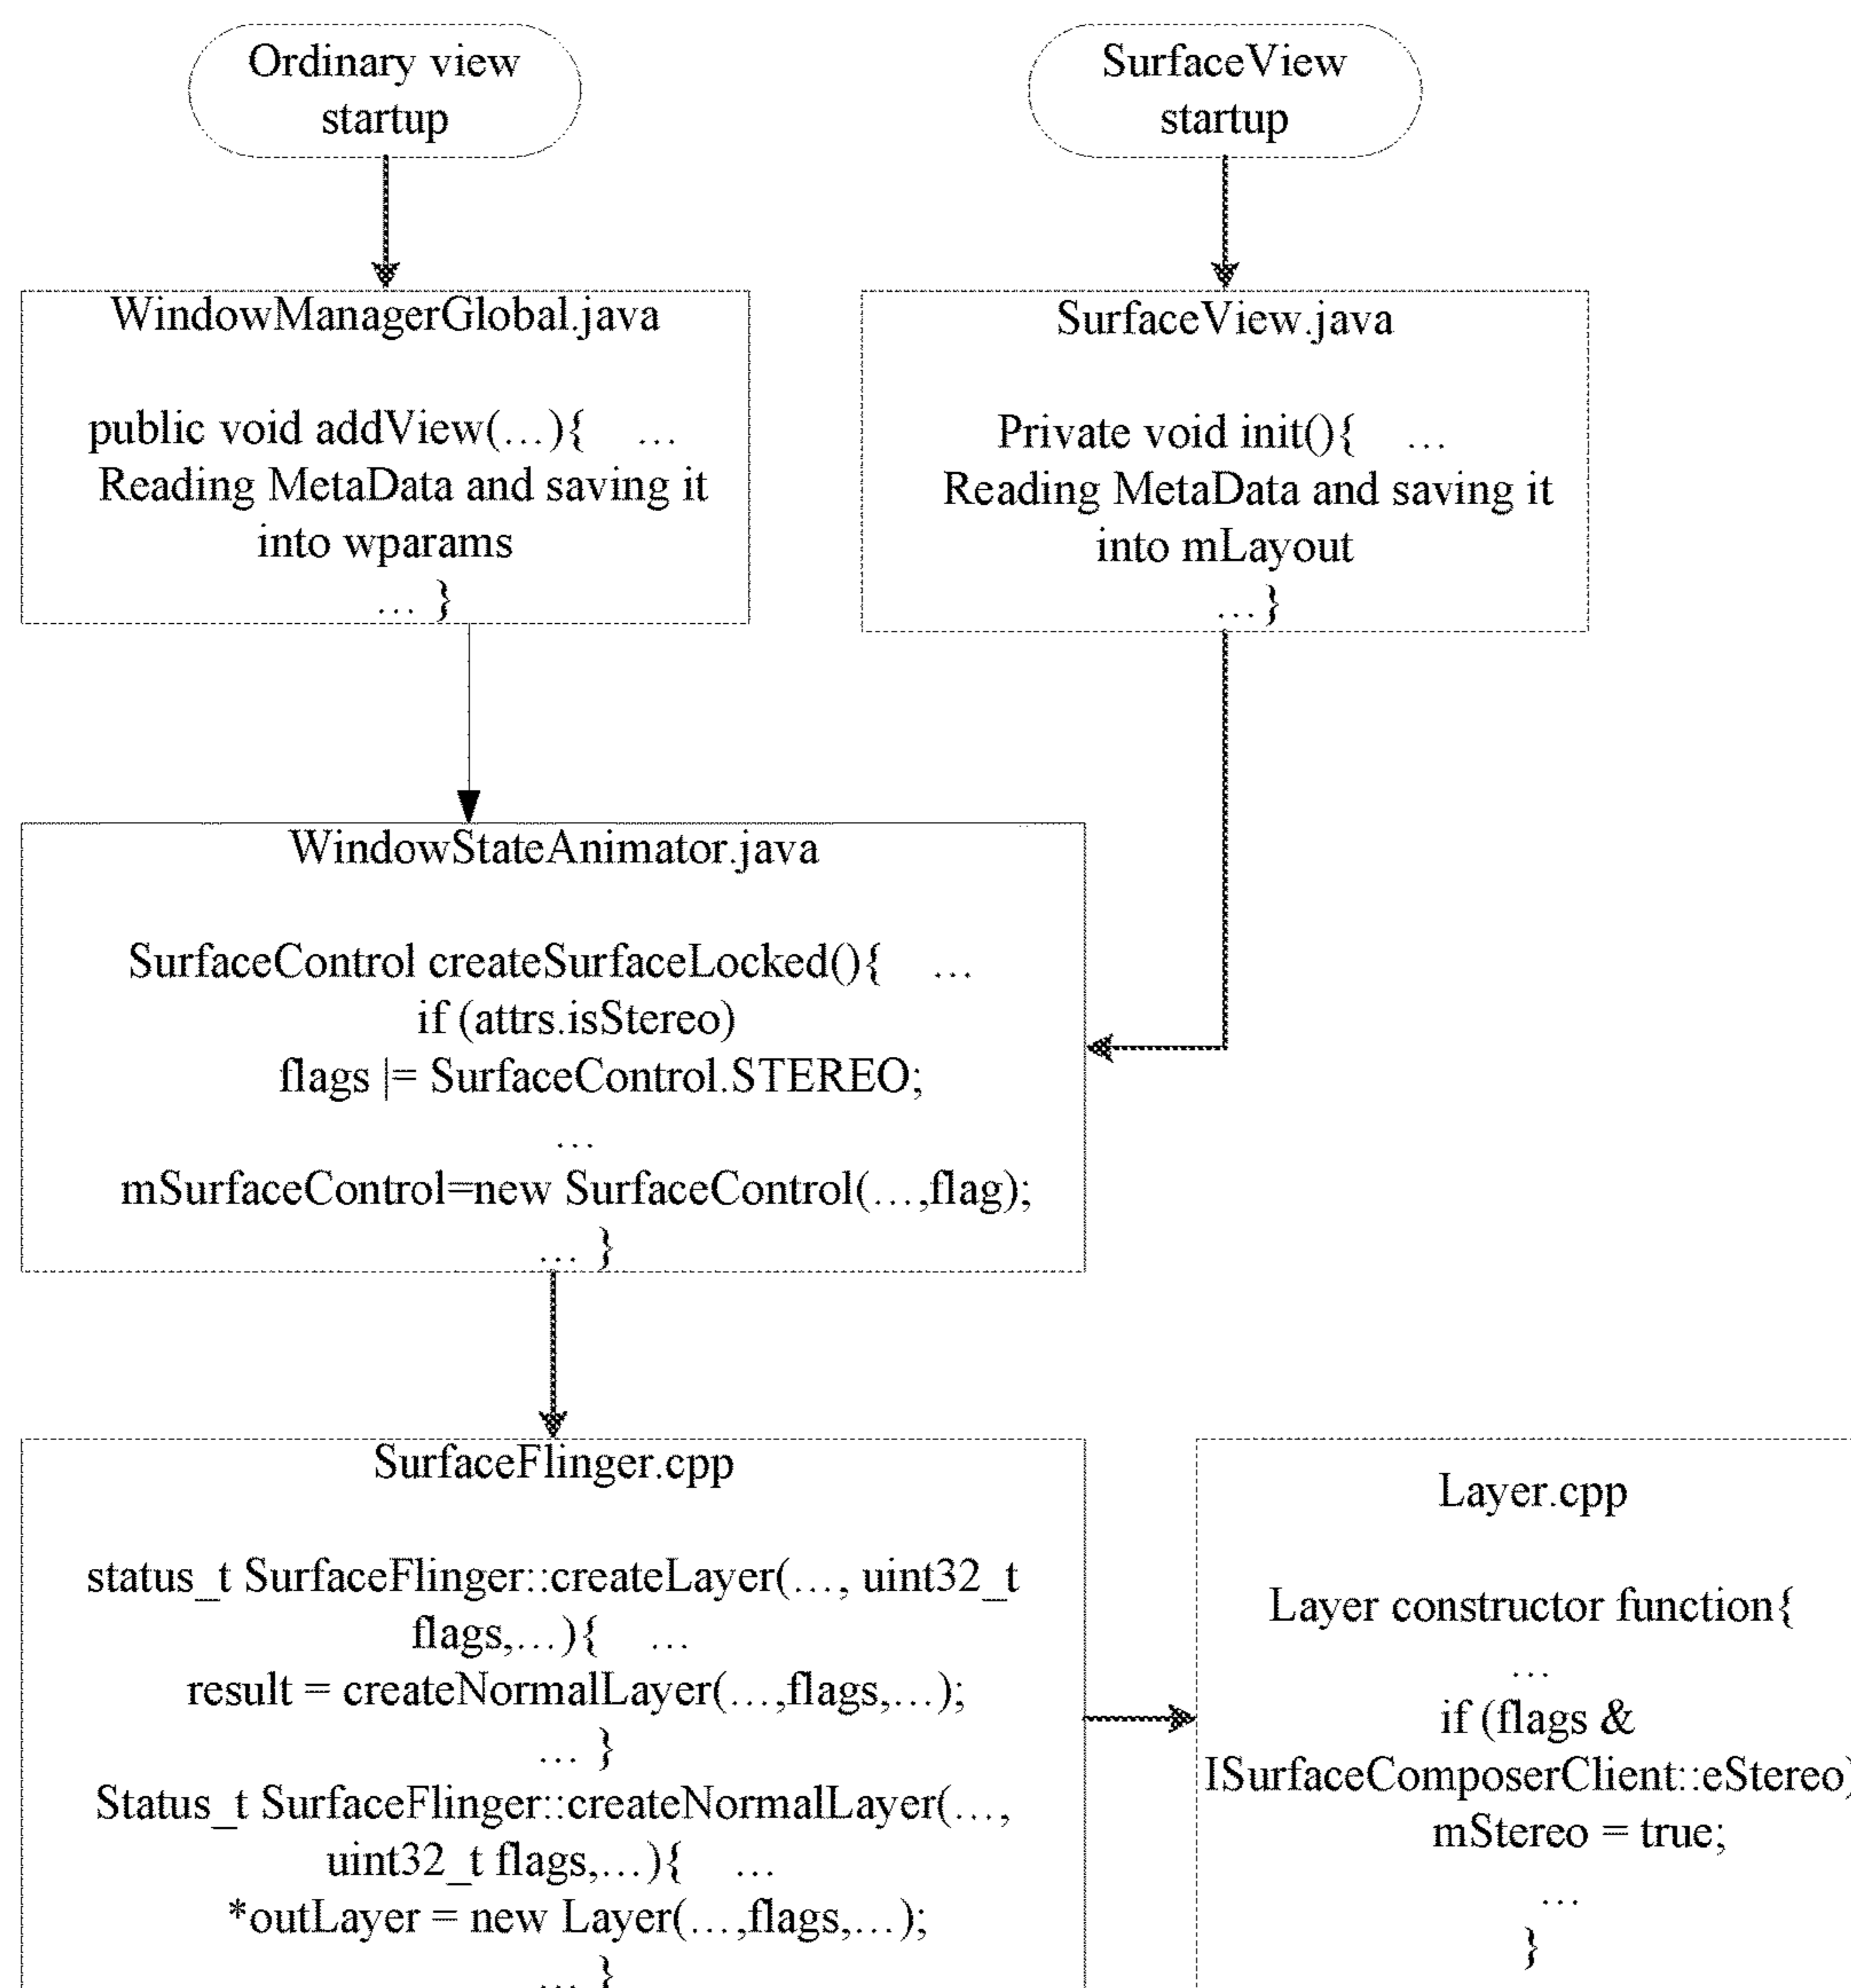 Ordinary view
startup
SurfaceView
startup
WindowManagerGlobal.java
public void addView(…){ …
Reading MetaData and saving it
into wparams
… }
SurfaceView.java
Private void init(){ …
Reading MetaData and saving it
into mLayout
… }
WindowStateAnimator.java
SurfaceControl createSurfaceLocked(){ …
if (attrs.isStereo)
flags |= SurfaceControl.STEREO;
…
mSurfaceControl=new SurfaceControl(…,flag);
… }
SurfaceFlinger.cpp
status_t SurfaceFlinger::createLayer(…, uint32_t
flags,…){ …
result = createNormalLayer(…,flags,…);
… }
Status_t SurfaceFlinger::createNormalLayer(…,
uint32_t flags,…){ …
*outLayer = new Layer(…,flags,…);
… }
Layer.cpp
Layer constructor function{
…
if (flags &
ISurfaceComposerClient::eStereo)
mStereo = true;
…
}